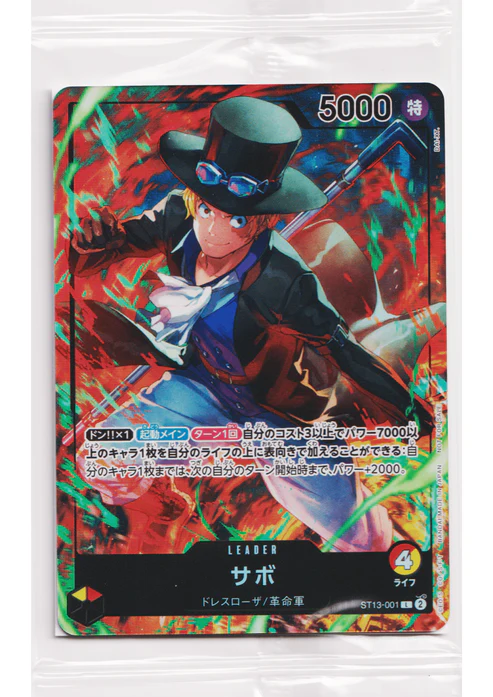 5000 特
ドン!!×1 起動メイン ターン1回 自分のコスト3以上でパワー7000以
上のキャラ1枚を自分のライフの上に表向きで加えることができる:自
分のキャラ1枚までは、次の自分のターン開始時まで、パワー+2000。
LEADER
サボ
4
ライフ
ドレスローザ/革命軍
ST13-001 L 2